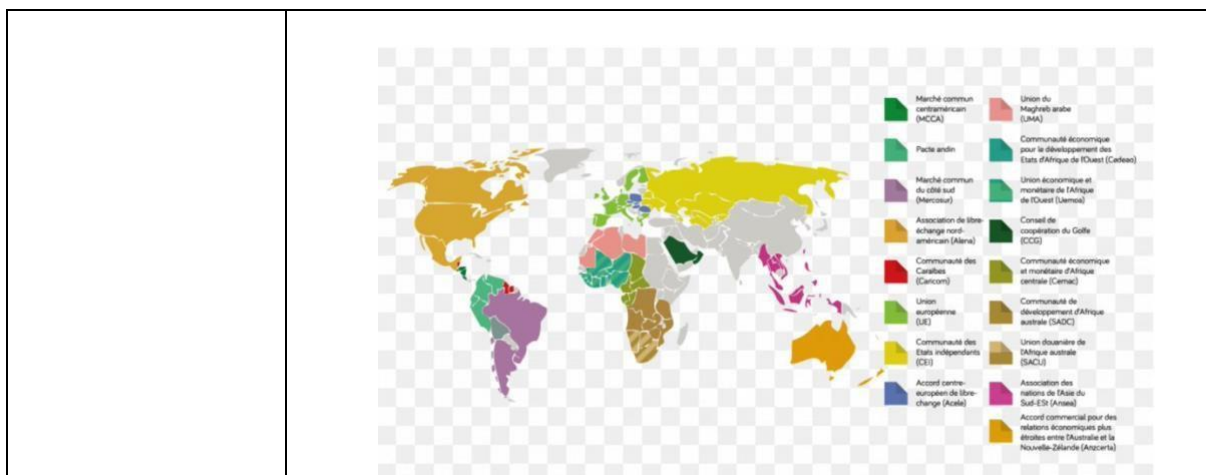 Marché commun
centraméricain
(MCCA)
Pacte andin
Marché commun
du côté sud
(Mercosur)
Association de libre-
échange nord-
américain (Alena)
Communauté des
Caraïbes
(Caricom)
Union
européenne
(UE)
Communauté des
Etats indépendants
(CEI)
Accord centre-
européen de libre-
change (Acele)
Union du
Maghreb arabe
(UMA)
Communauté économique
pour le développement des
Etats d'Afrique de l'Ouest (Cedeao)
Union économique et
monétaire de l'Afrique
de l'Ouest (Uemoa)
Conseil de
coopération du Golfe
(CCG)
Communauté économique
et monétaire d'Afrique
centrale (Cemac)
Communauté de
développement d'Afrique
australe (SADC)
Union douanière de
l'Afrique australe
(SACU)
Association des
nations de l'Asie du
Sud-ESt (Ansea)
Accord commercial pour des
relations économiques plus
étroites entre l'Australie et la
Nouvelle-Zélande (Anzcerta)